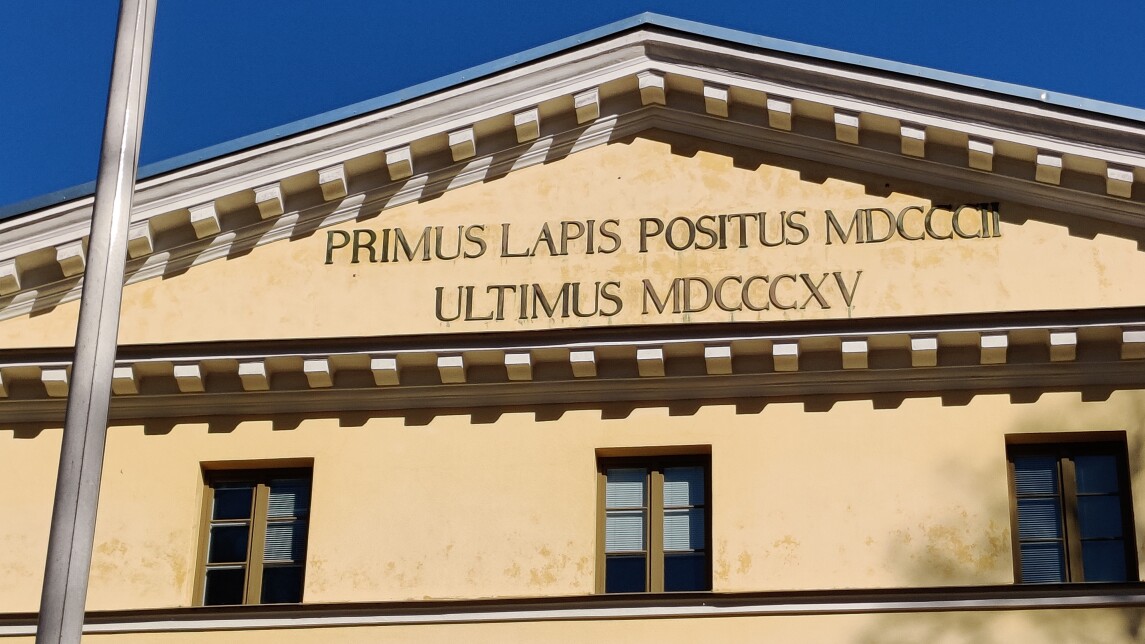 PRIMUS LAPIS POSITUS MDCCCII
ULTIMUS MDCCCXV